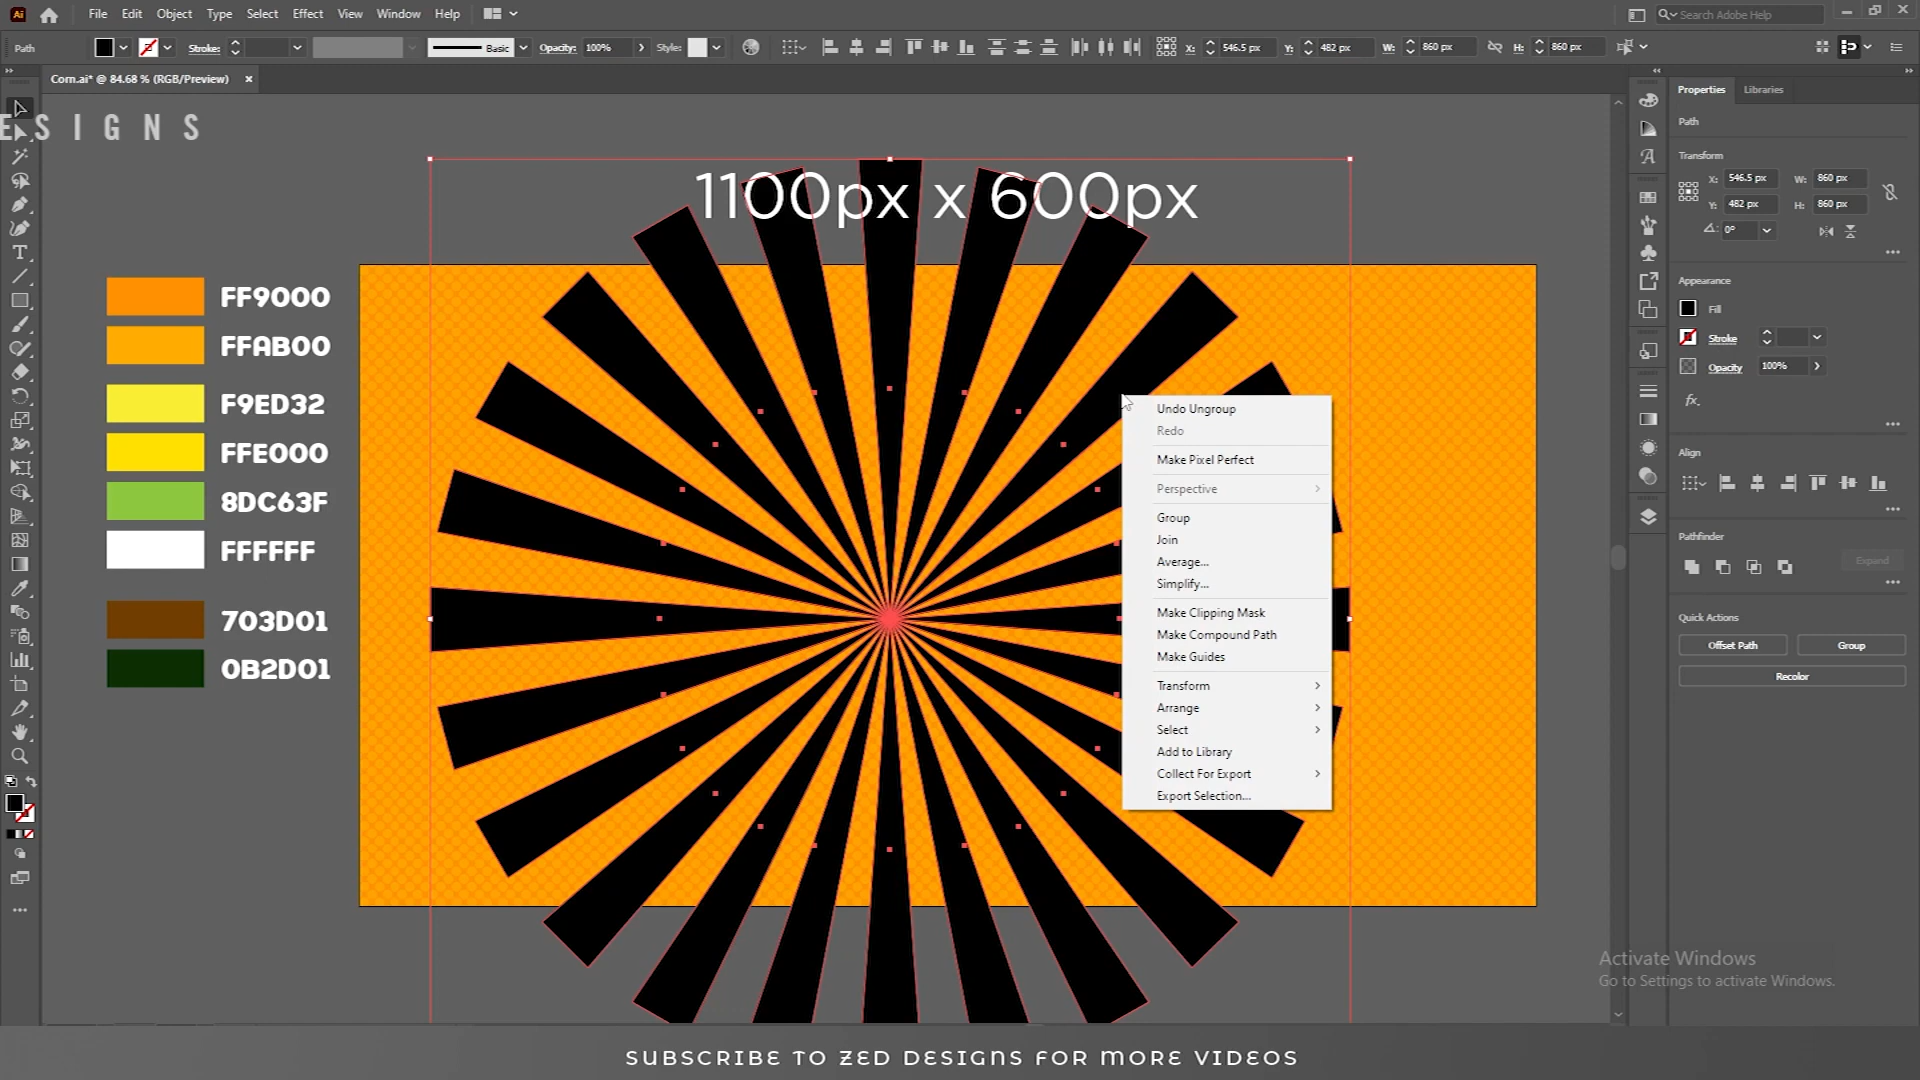 Ai File Edit Object Type Select Effect View Window Help Search Adobe Help
Path Stroke: Basic Opacity: 100% Style: X: 546.5 px Y: 482 px W: 860 px H: 860 px
Corn.ai* @ 84.68 % (RGB/Preview)
ESIGNS
1100px x 600px
FF9000
FFAB00
F9ED32
FFE000
8DC63F
FFFFFF
703D01
0B2D01
Undo Ungroup
Redo
Make Pixel Perfect
Perspective
Group
Join
Average...
Simplify...
Make Clipping Mask
Make Compound Path
Make Guides
Transform
Arrange
Select
Add to Library
Collect For Export
Export Selection...
Properties Libraries
Path
Transform
X: 546.5 px W: 860 px
Y: 482 px H: 860 px
0°
Appearance
Fill
Stroke
Opacity 100%
fx.
Align
Pathfinder
Expand
Quick Actions
Offset Path Group
Recolor
Activate Windows
Go to Settings to activate Windows.
SUBSCRIBE TO ZED DESIGNS FOR MORE VIDEOS